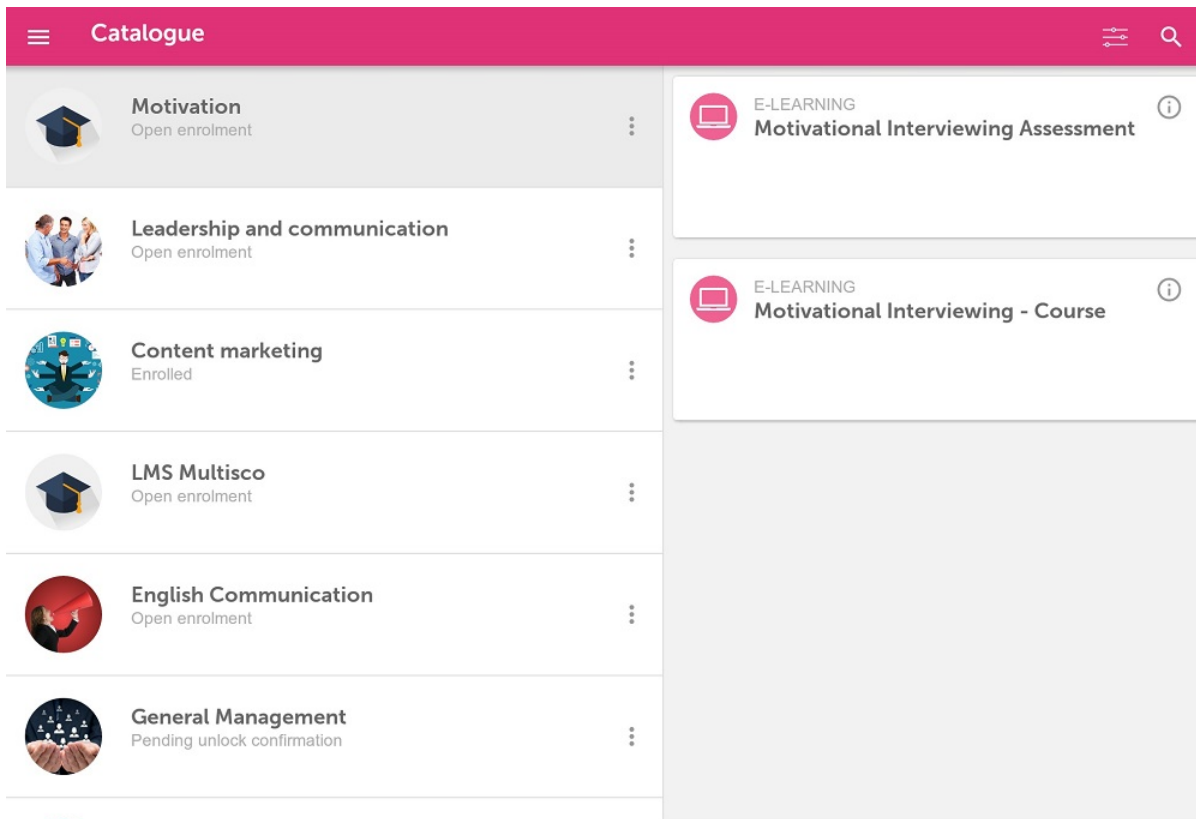 Catalogue
Motivation
Open enrolment
Leadership and communication
Open enrolment
Content marketing
Enrolled
LMS Multisco
Open enrolment
English Communication
Open enrolment
General Management
Pending unlock confirmation
E-LEARNING
Motivational Interviewing Assessment
E-LEARNING
Motivational Interviewing - Course